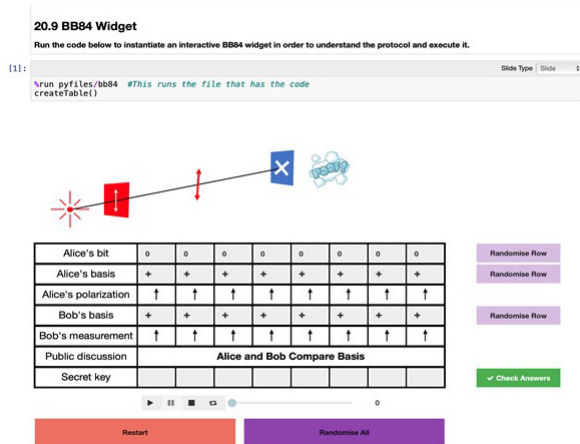 20.9 BB84 Widget
Run the code below to instantiate an interactive BB84 widget in order to understand the protocol and execute it.
[1]:
Slide Type Slide
%run pyfiles/bb84 #This runs the file that has the code
createTable()
POOF!
Alice's bit 0 0 0 0 0 0 0 0 Randomise Row
Alice's basis + + + + + + + + Randomise Row
Alice's polarization ↑ ↑ ↑ ↑ ↑ ↑ ↑ ↑
Bob's basis + + + + + + + + Randomise Row
Bob's measurement ↑ ↑ ↑ ↑ ↑ ↑ ↑ ↑
Public discussion Alice and Bob Compare Basis
Secret key ✓ Check Answers
0
Restart Randomise All